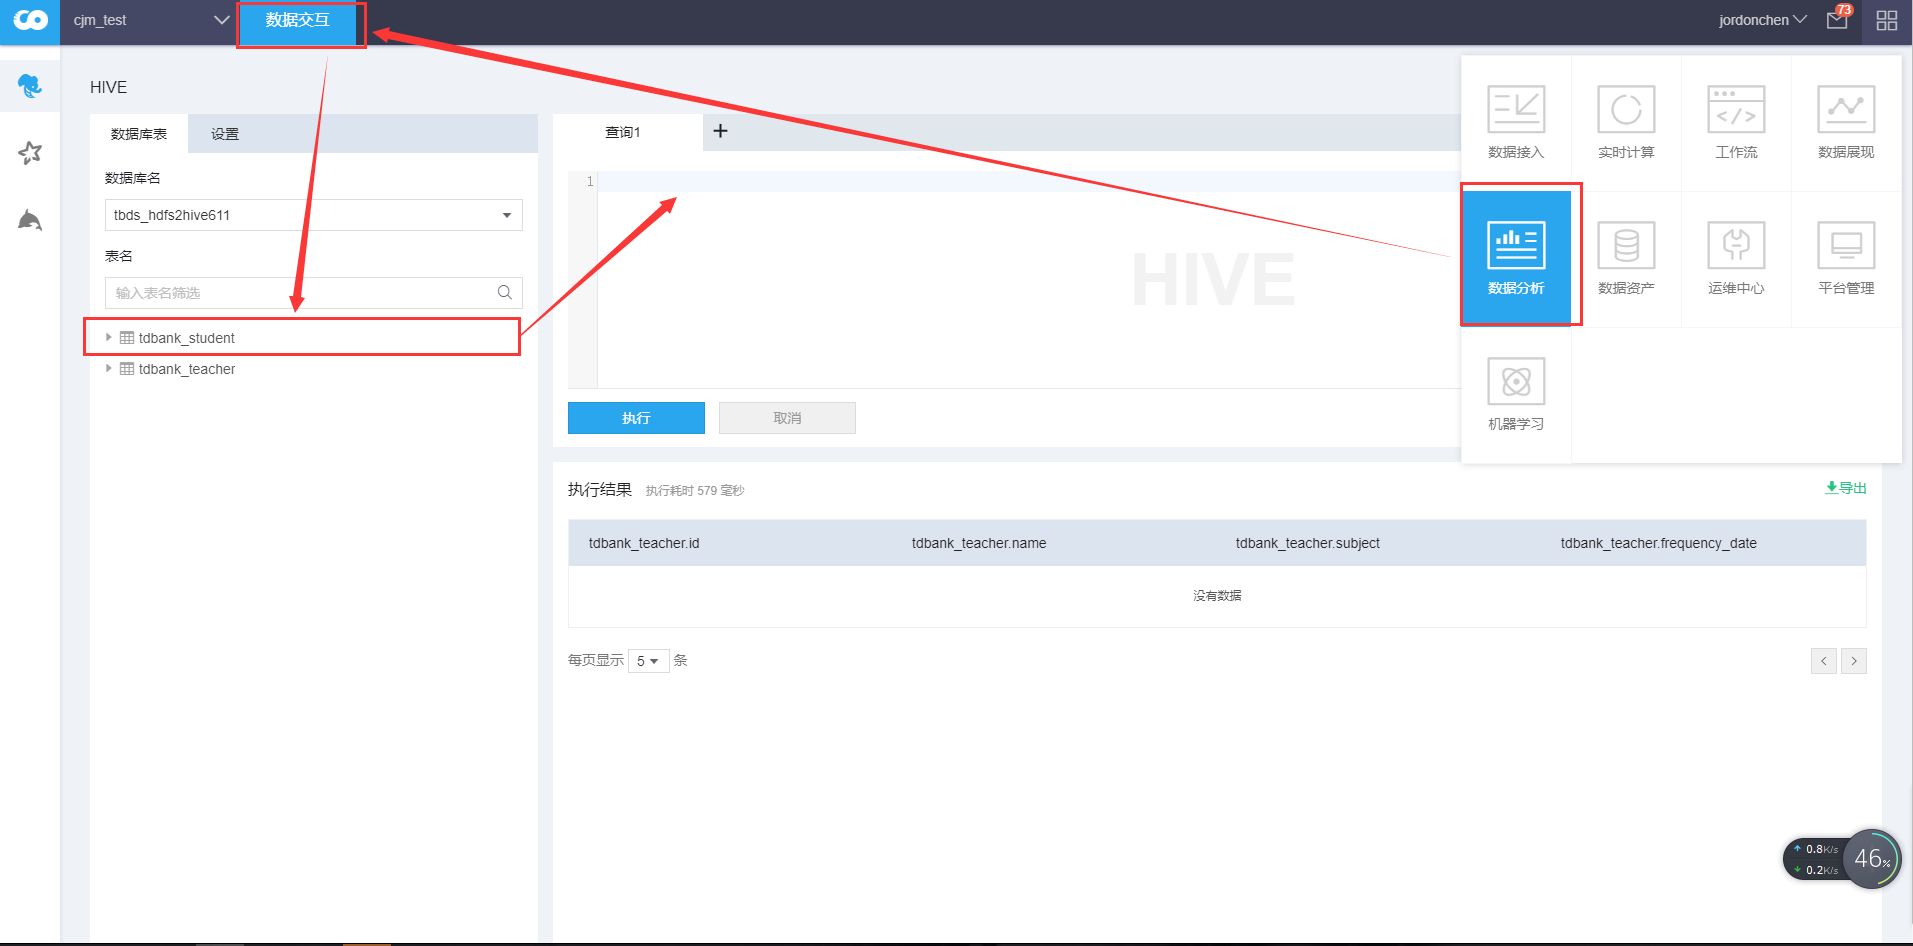 cjm_test
数据交互
jordonchen
73
HIVE
数据库表
设置
数据库名
tbds_hdfs2hive611
表名
输入表名筛选
tdbank_student
tdbank_teacher
查询1
+
1
HIVE
执行
取消
数据接入
实时计算
工作流
数据展现
数据分析
数据资产
运维中心
平台管理
机器学习
执行结果 执行耗时 579 毫秒
导出
tdbank_teacher.id tdbank_teacher.name tdbank_teacher.subject tdbank_teacher.frequency_date
没有数据
每页显示 5 条
< >
0.8K/s
0.2K/s
46%